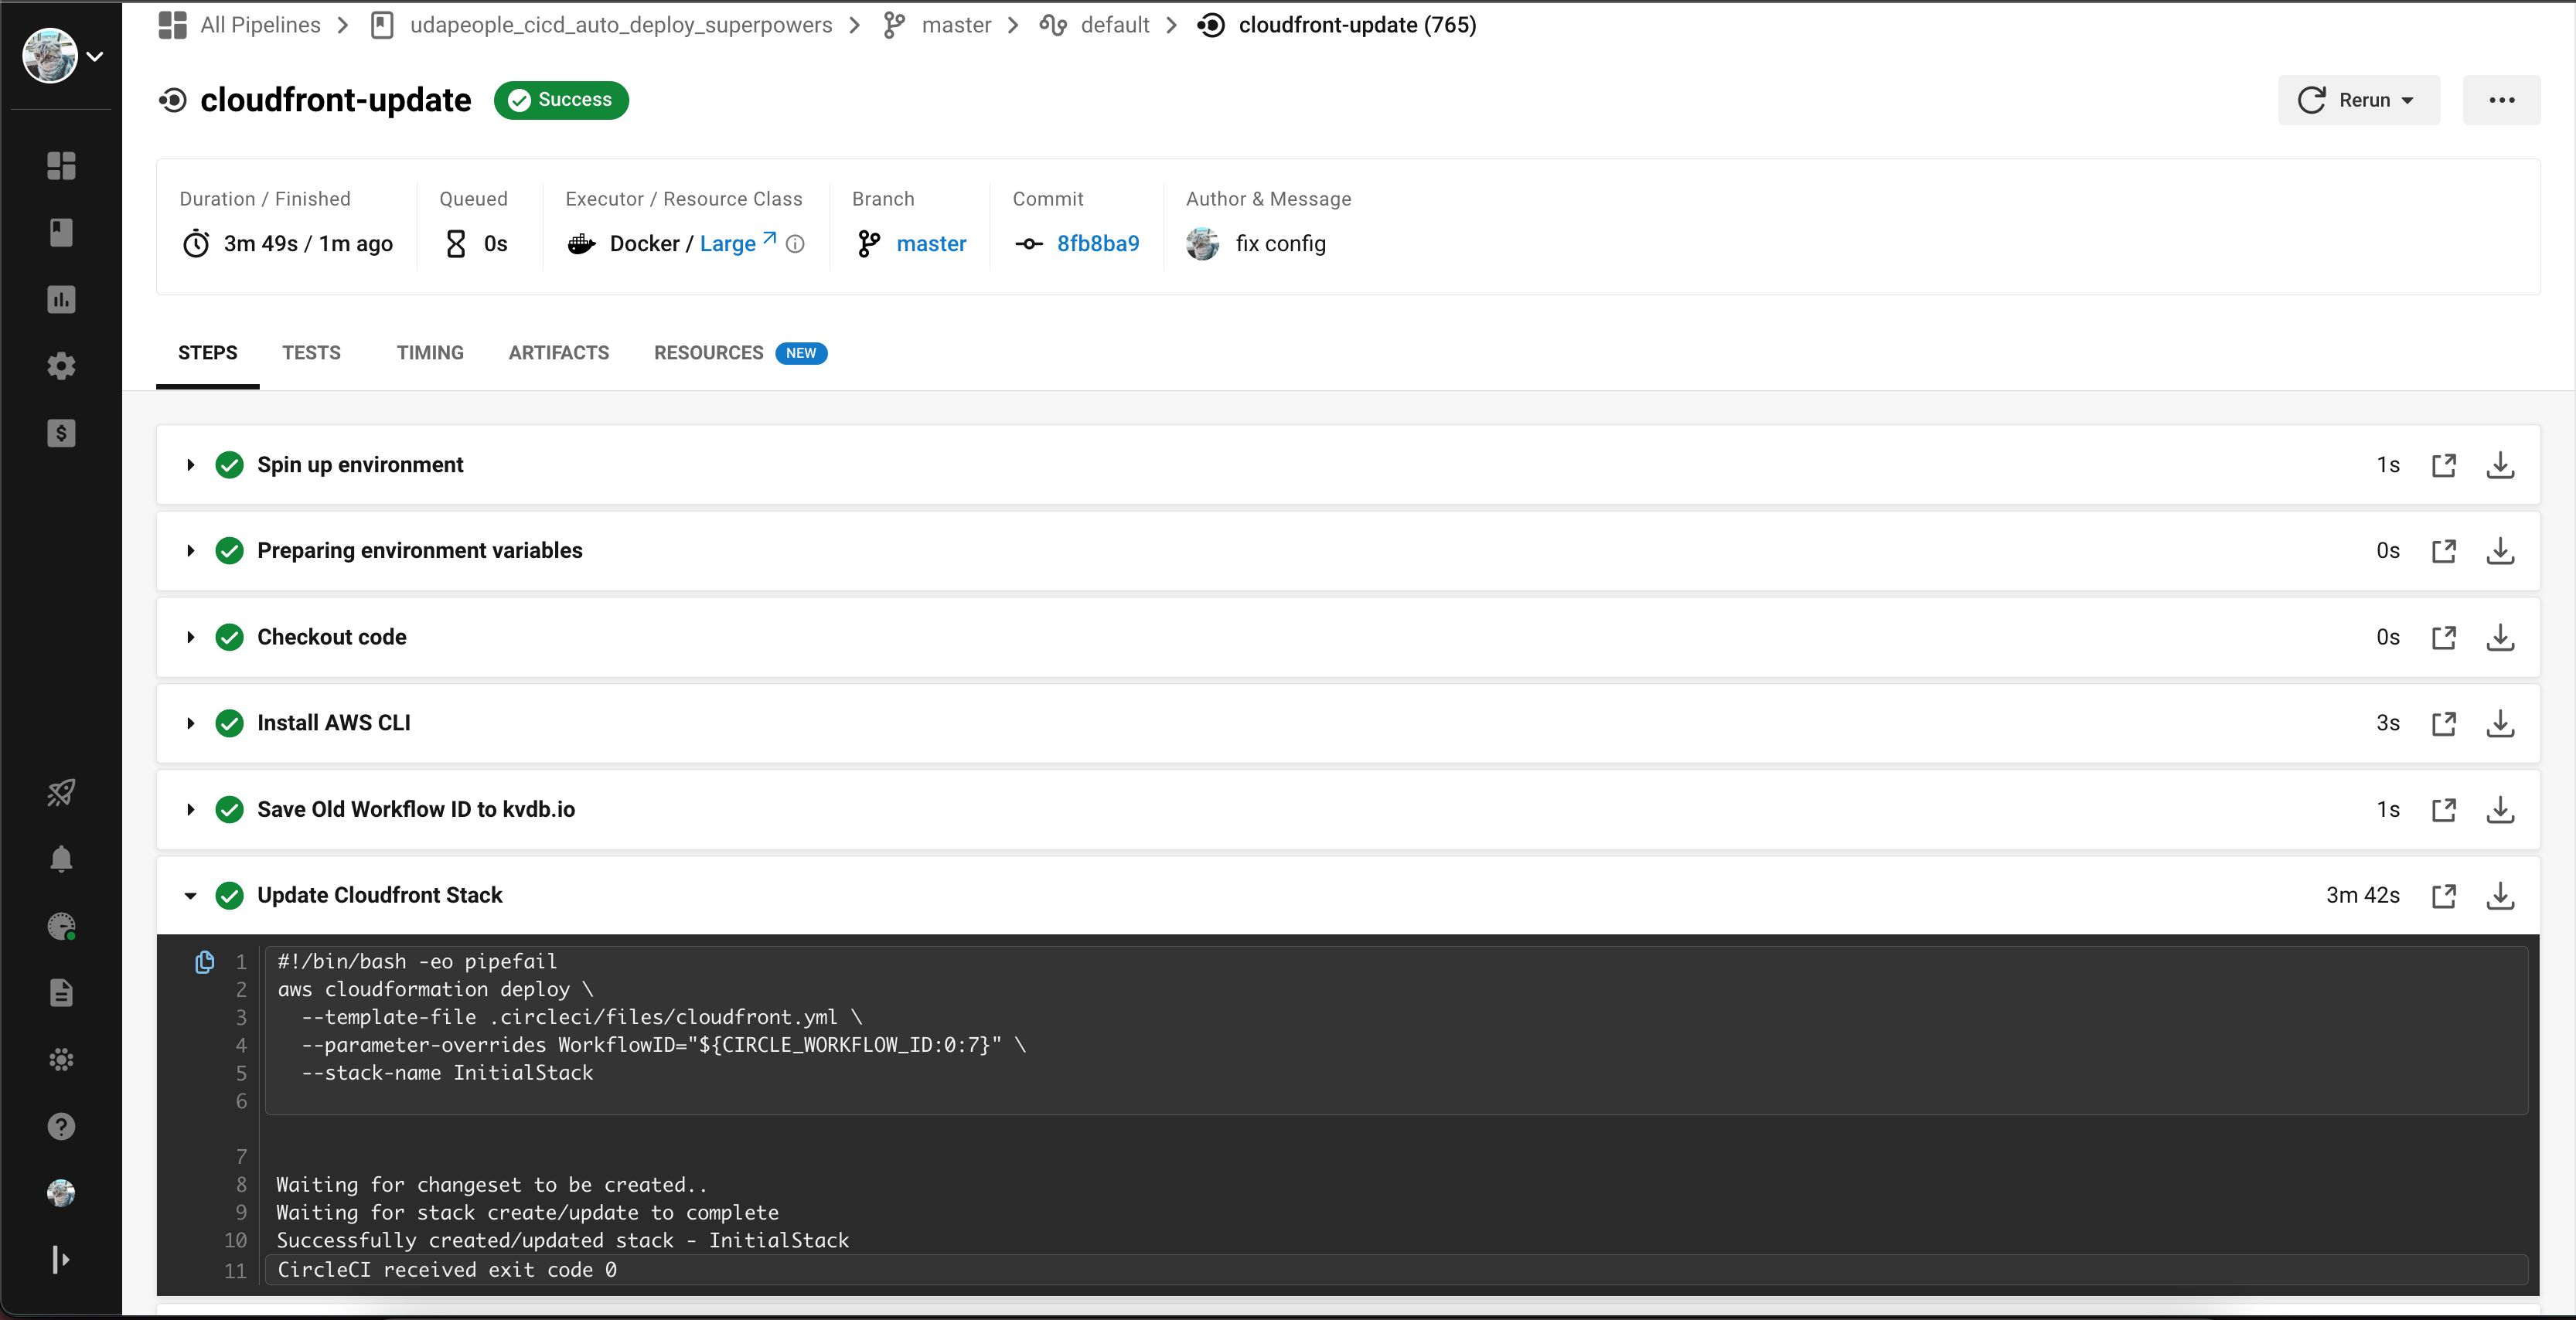 All Pipelines > udapeople_cicd_auto_deploy_superpowers > master > default > cloudfront-update (765)
cloudfront-update Success
Rerun
Duration / Finished
3m 49s / 1m ago
Queued
0s
Executor / Resource Class
Docker / Large
Branch
master
Commit
8fb8ba9
Author & Message
fix config
STEPS TESTS TIMING ARTIFACTS RESOURCES NEW
Spin up environment 1s
Preparing environment variables 0s
Checkout code 0s
Install AWS CLI 3s
Save Old Workflow ID to kvdb.io 1s
Update Cloudfront Stack 3m 42s
1 #!/bin/bash -eo pipefail
2 aws cloudformation deploy \
3   --template-file .circleci/files/cloudfront.yml \
4   --parameter-overrides WorkflowID="${CIRCLE_WORKFLOW_ID:0:7}" \
5   --stack-name InitialStack
6
7
8 Waiting for changeset to be created..
9 Waiting for stack create/update to complete
10 Successfully created/updated stack - InitialStack
11 CircleCI received exit code 0